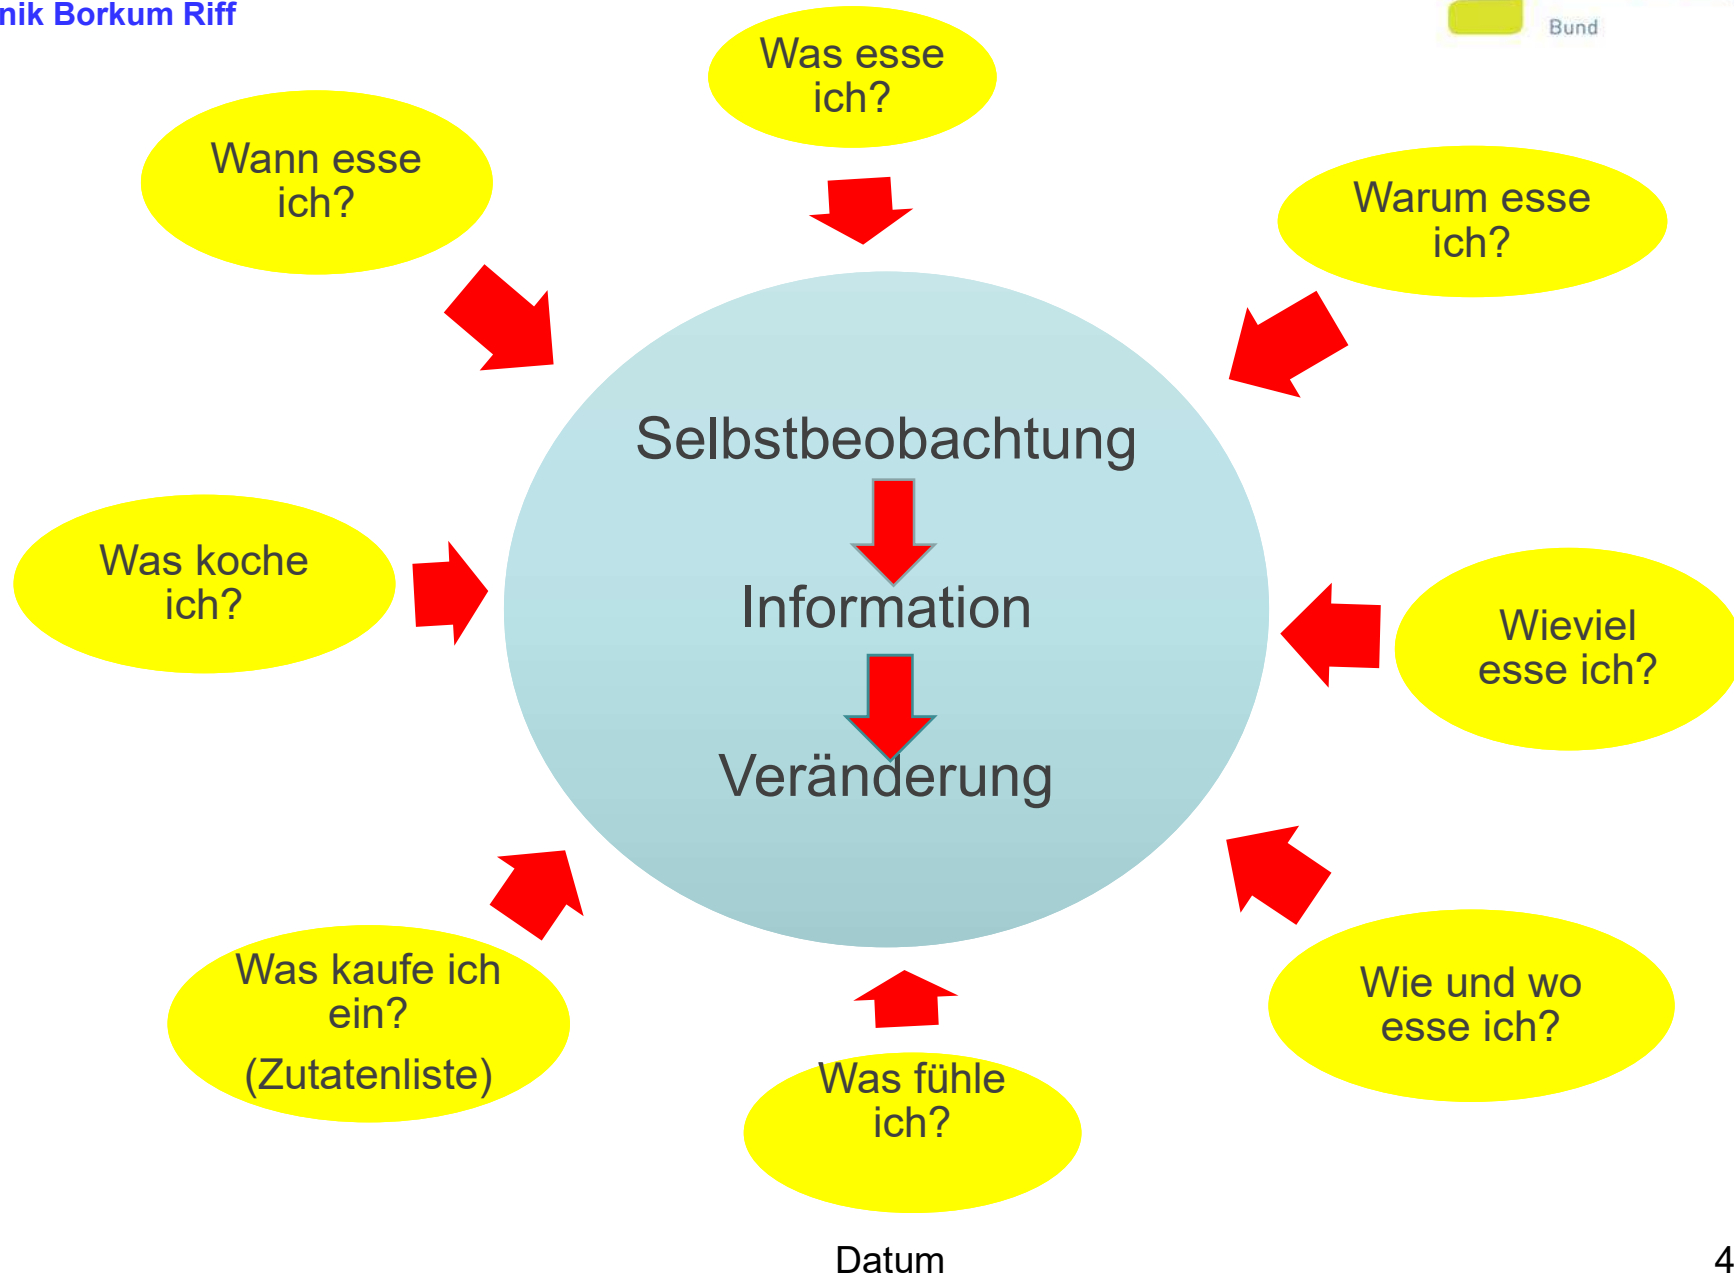 nik Borkum Riff
Bund
Was esse
ich?
Wann esse
ich?
Warum esse
ich?
Selbstbeobachtung
Information
Veränderung
Was koche
ich?
Wieviel
esse ich?
Was kaufe ich
ein?
(Zutatenliste)
Wie und wo
esse ich?
Was fühle
ich?
Datum
4